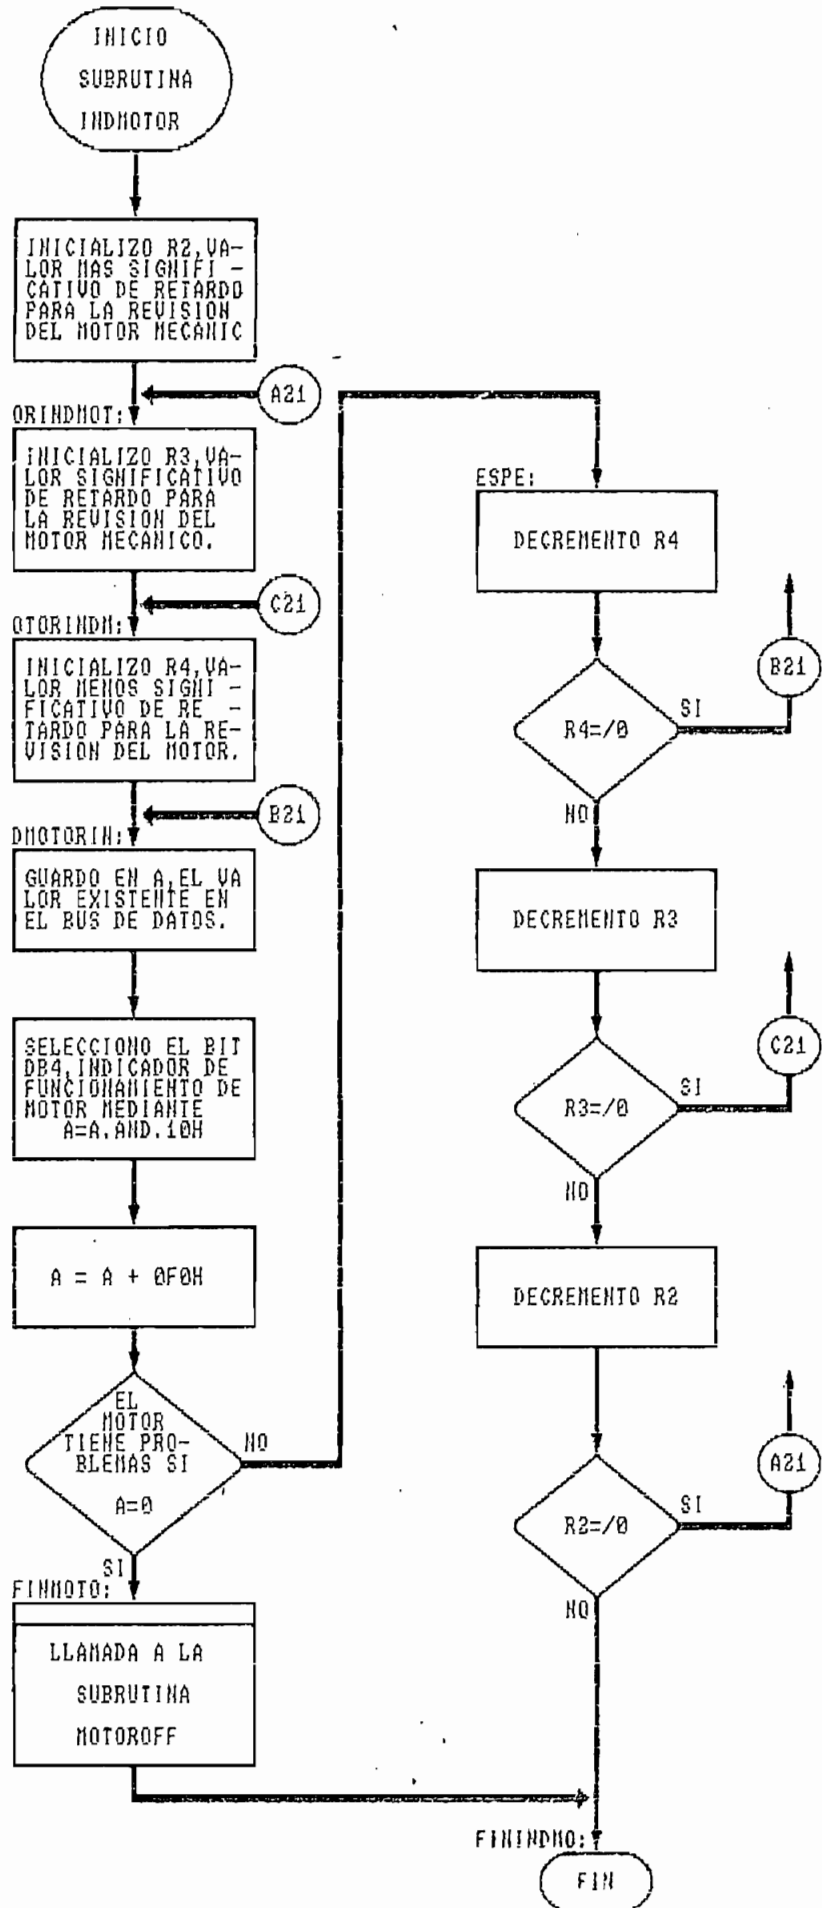 INICIO
SUBRUTINA
INDMOTOR
INICIALIZO R2,VA-
LOR MAS SIGNIFI -
CATIVO DE RETARDO
PARA LA REVISION
DEL MOTOR MECANIC
A21
ORINDMOT:
INICIALIZO R3,VA-
LOR SIGNIFICATIVO
DE RETARDO PARA
LA REVISION DEL
MOTOR MECANICO.
C21
OTORINDM:
INICIALIZO R4,VA-
LOR MENOS SIGNI -
FICATIVO DE RE -
TARDO PARA LA RE-
VISION DEL MOTOR.
B21
DMOTORIN:
GUARDO EN A,EL VA
LOR EXISTENTE EN
EL BUS DE DATOS.
SELECCIONO EL BIT
DB4,INDICADOR DE
FUNCIONAMIENTO DE
MOTOR MEDIANTE
A=A.AND.10H
A = A + 0F0H
EL
MOTOR
TIENE PRO-
BLEMAS SI
A=0
NO
SI
FINMOTO:
LLAMADA A LA
SUBRUTINA
MOTOROFF
ESPE:
DECREMENTO R4
B21
R4=/0
SI
NO
DECREMENTO R3
C21
R3=/0
SI
NO
DECREMENTO R2
A21
R2=/0
SI
NO
FININDMO:
FIN